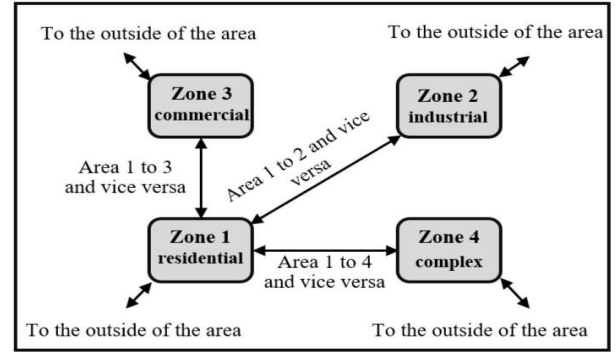 To the outside of the area
To the outside of the area
Zone 3
commercial
Zone 2
industrial
Area 1 to 3
and vice versa
Area 1 to 2 and vice
versa
Zone 1
residential
Area 1 to 4
and vice versa
Zone 4
complex
To the outside of the area
To the outside of the area